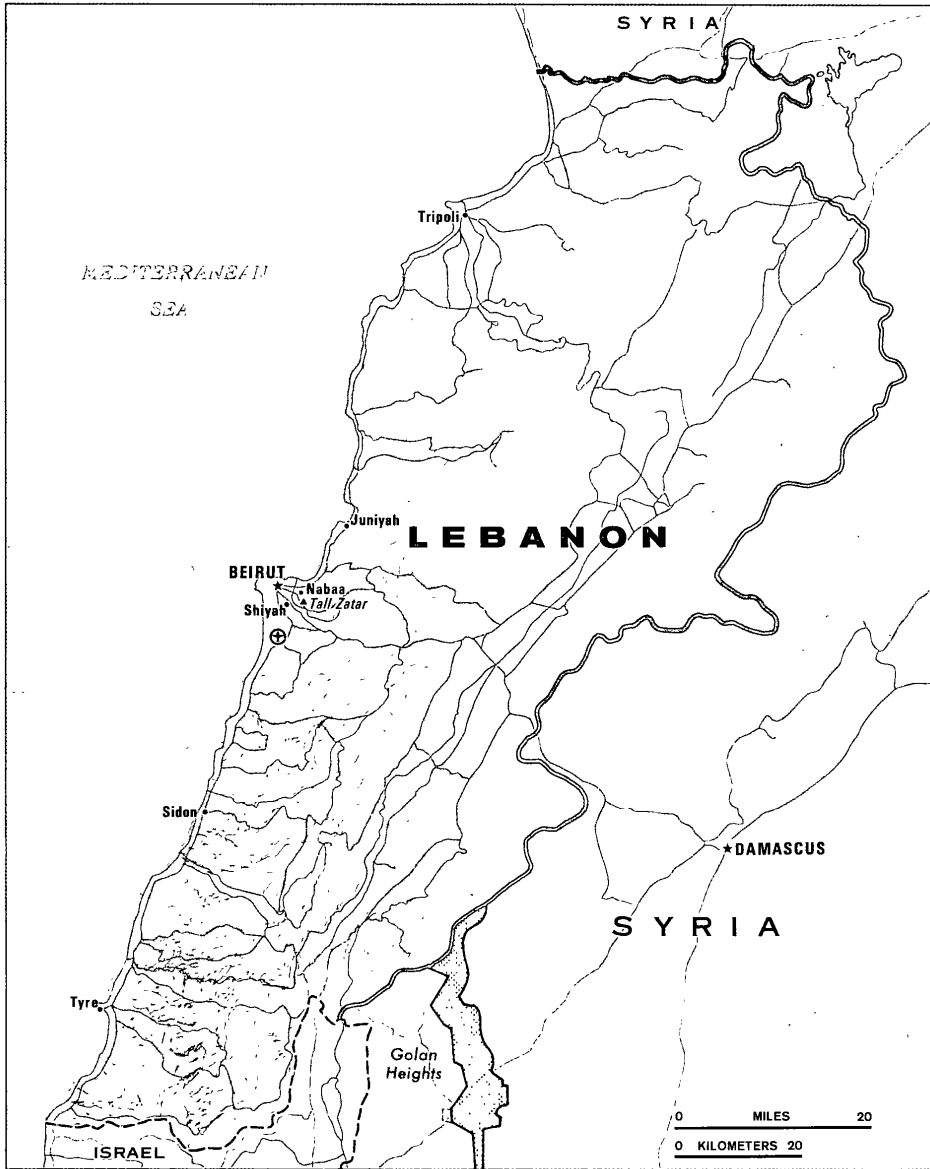 SYRIA
Tripoli
MEDITERRANEAN
SEA
Juniyah
LEBANON
BEIRUT
Nabaa
Tall Zatar
Shiyah
Sidon
DAMASCUS
SYRIA
Tyre
Golan
Heights
0 MILES 20
0 KILOMETERS 20
ISRAEL